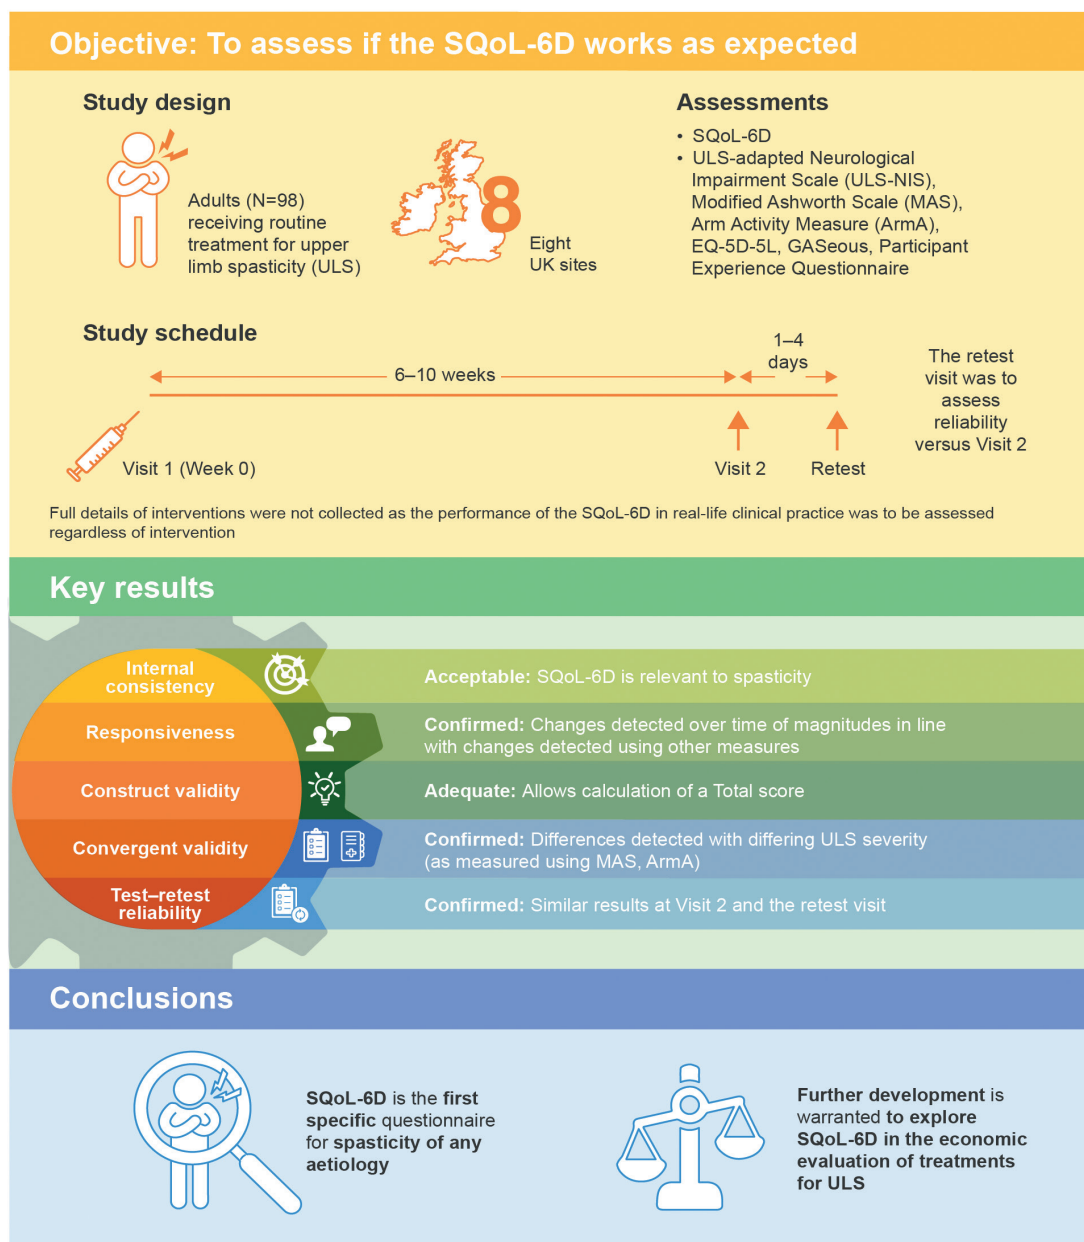 Objective: To assess if the SQoL-6D works as expected
Study design
Adults (N=98)
receiving routine
treatment for upper
limb spasticity (ULS)
8
Eight
UK sites
Assessments
• SQoL-6D
• ULS-adapted Neurological
Impairment Scale (ULS-NIS),
Modified Ashworth Scale (MAS),
Arm Activity Measure (ArmA),
EQ-5D-5L, GASeous, Participant
Experience Questionnaire
Study schedule
6–10 weeks
1–4
days
Visit 1 (Week 0)
Visit 2
Retest
The retest
visit was to
assess
reliability
versus Visit 2
Full details of interventions were not collected as the performance of the SQoL-6D in real-life clinical practice was to be assessed
regardless of intervention
Key results
Internal
consistency
Acceptable: SQoL-6D is relevant to spasticity
Responsiveness
Confirmed: Changes detected over time of magnitudes in line
with changes detected using other measures
Construct validity
Adequate: Allows calculation of a Total score
Convergent validity
Confirmed: Differences detected with differing ULS severity
(as measured using MAS, ArmA)
Test–retest
reliability
Confirmed: Similar results at Visit 2 and the retest visit
Conclusions
SQoL-6D is the first
specific questionnaire
for spasticity of any
aetiology
Further development is
warranted to explore
SQoL-6D in the economic
evaluation of treatments
for ULS